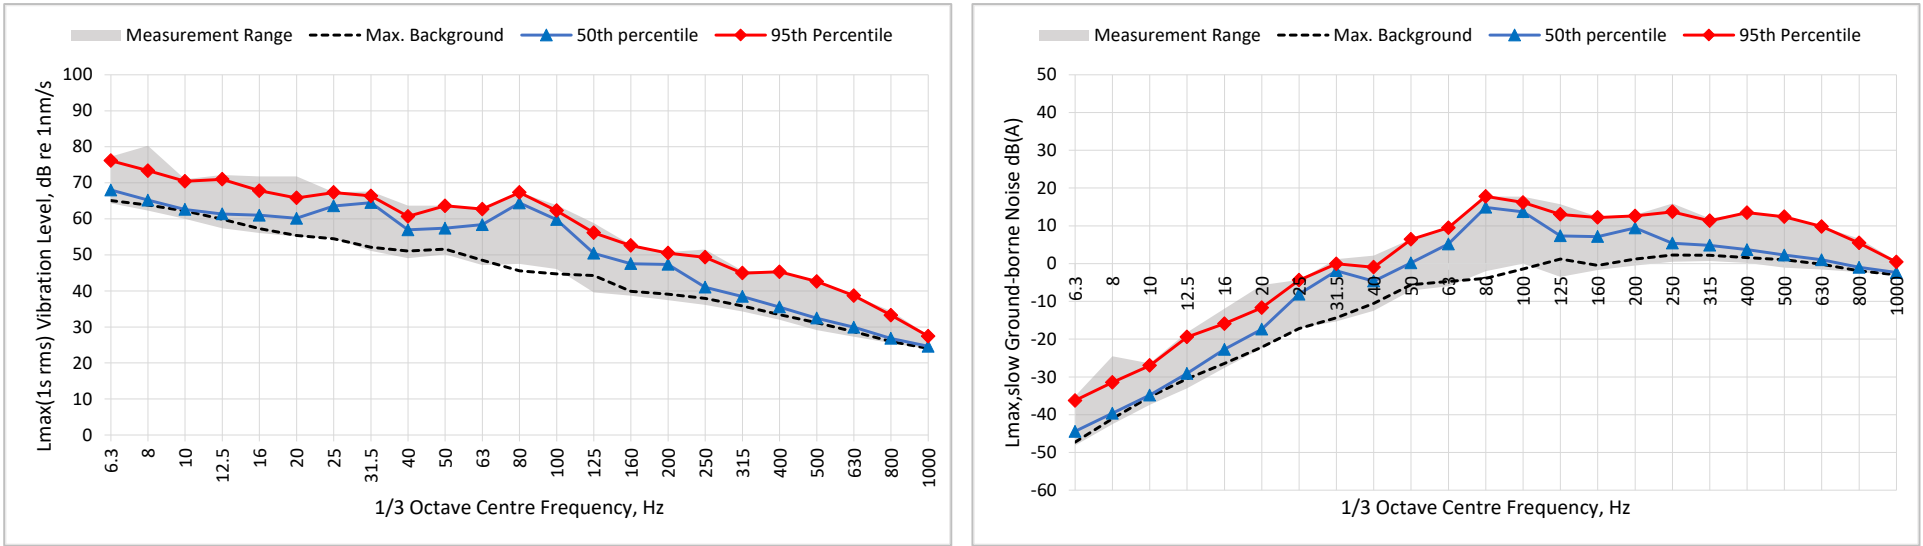 Measurement Range Max. Background 50th percentile 95th Percentile
Lmax(1s rms) Vibration Level, dB re 1nm/s
100
90
80
70
60
50
40
30
20
10
0
6.3 8 10 12.5 16 20 25 31.5 40 50 63 80 100 125 160 200 250 315 400 500 630 800 1000
1/3 Octave Centre Frequency, Hz
Measurement Range Max. Background 50th percentile 95th Percentile
Lmax,slow Ground-borne Noise dB(A)
50
40
30
20
10
0
-10
-20
-30
-40
-50
-60
6.3 8 10 12.5 16 20 25 31.5 40 50 63 80 100 125 160 200 250 315 400 500 630 800 1000
1/3 Octave Centre Frequency, Hz